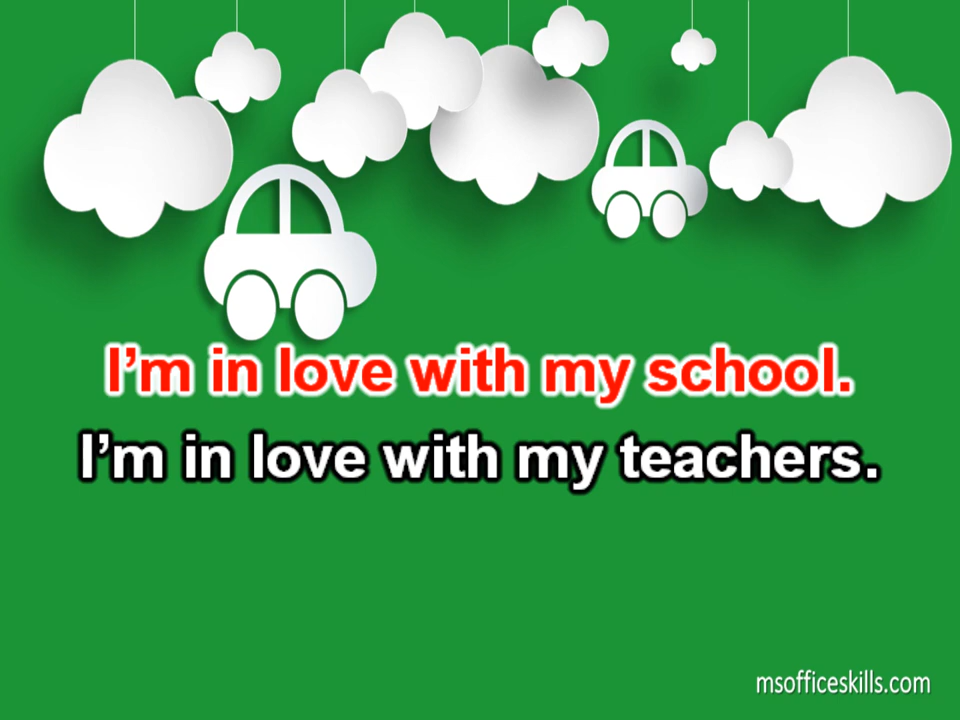 I’m in love with my school.
I’m in love with my teachers.
msofficeskills.com